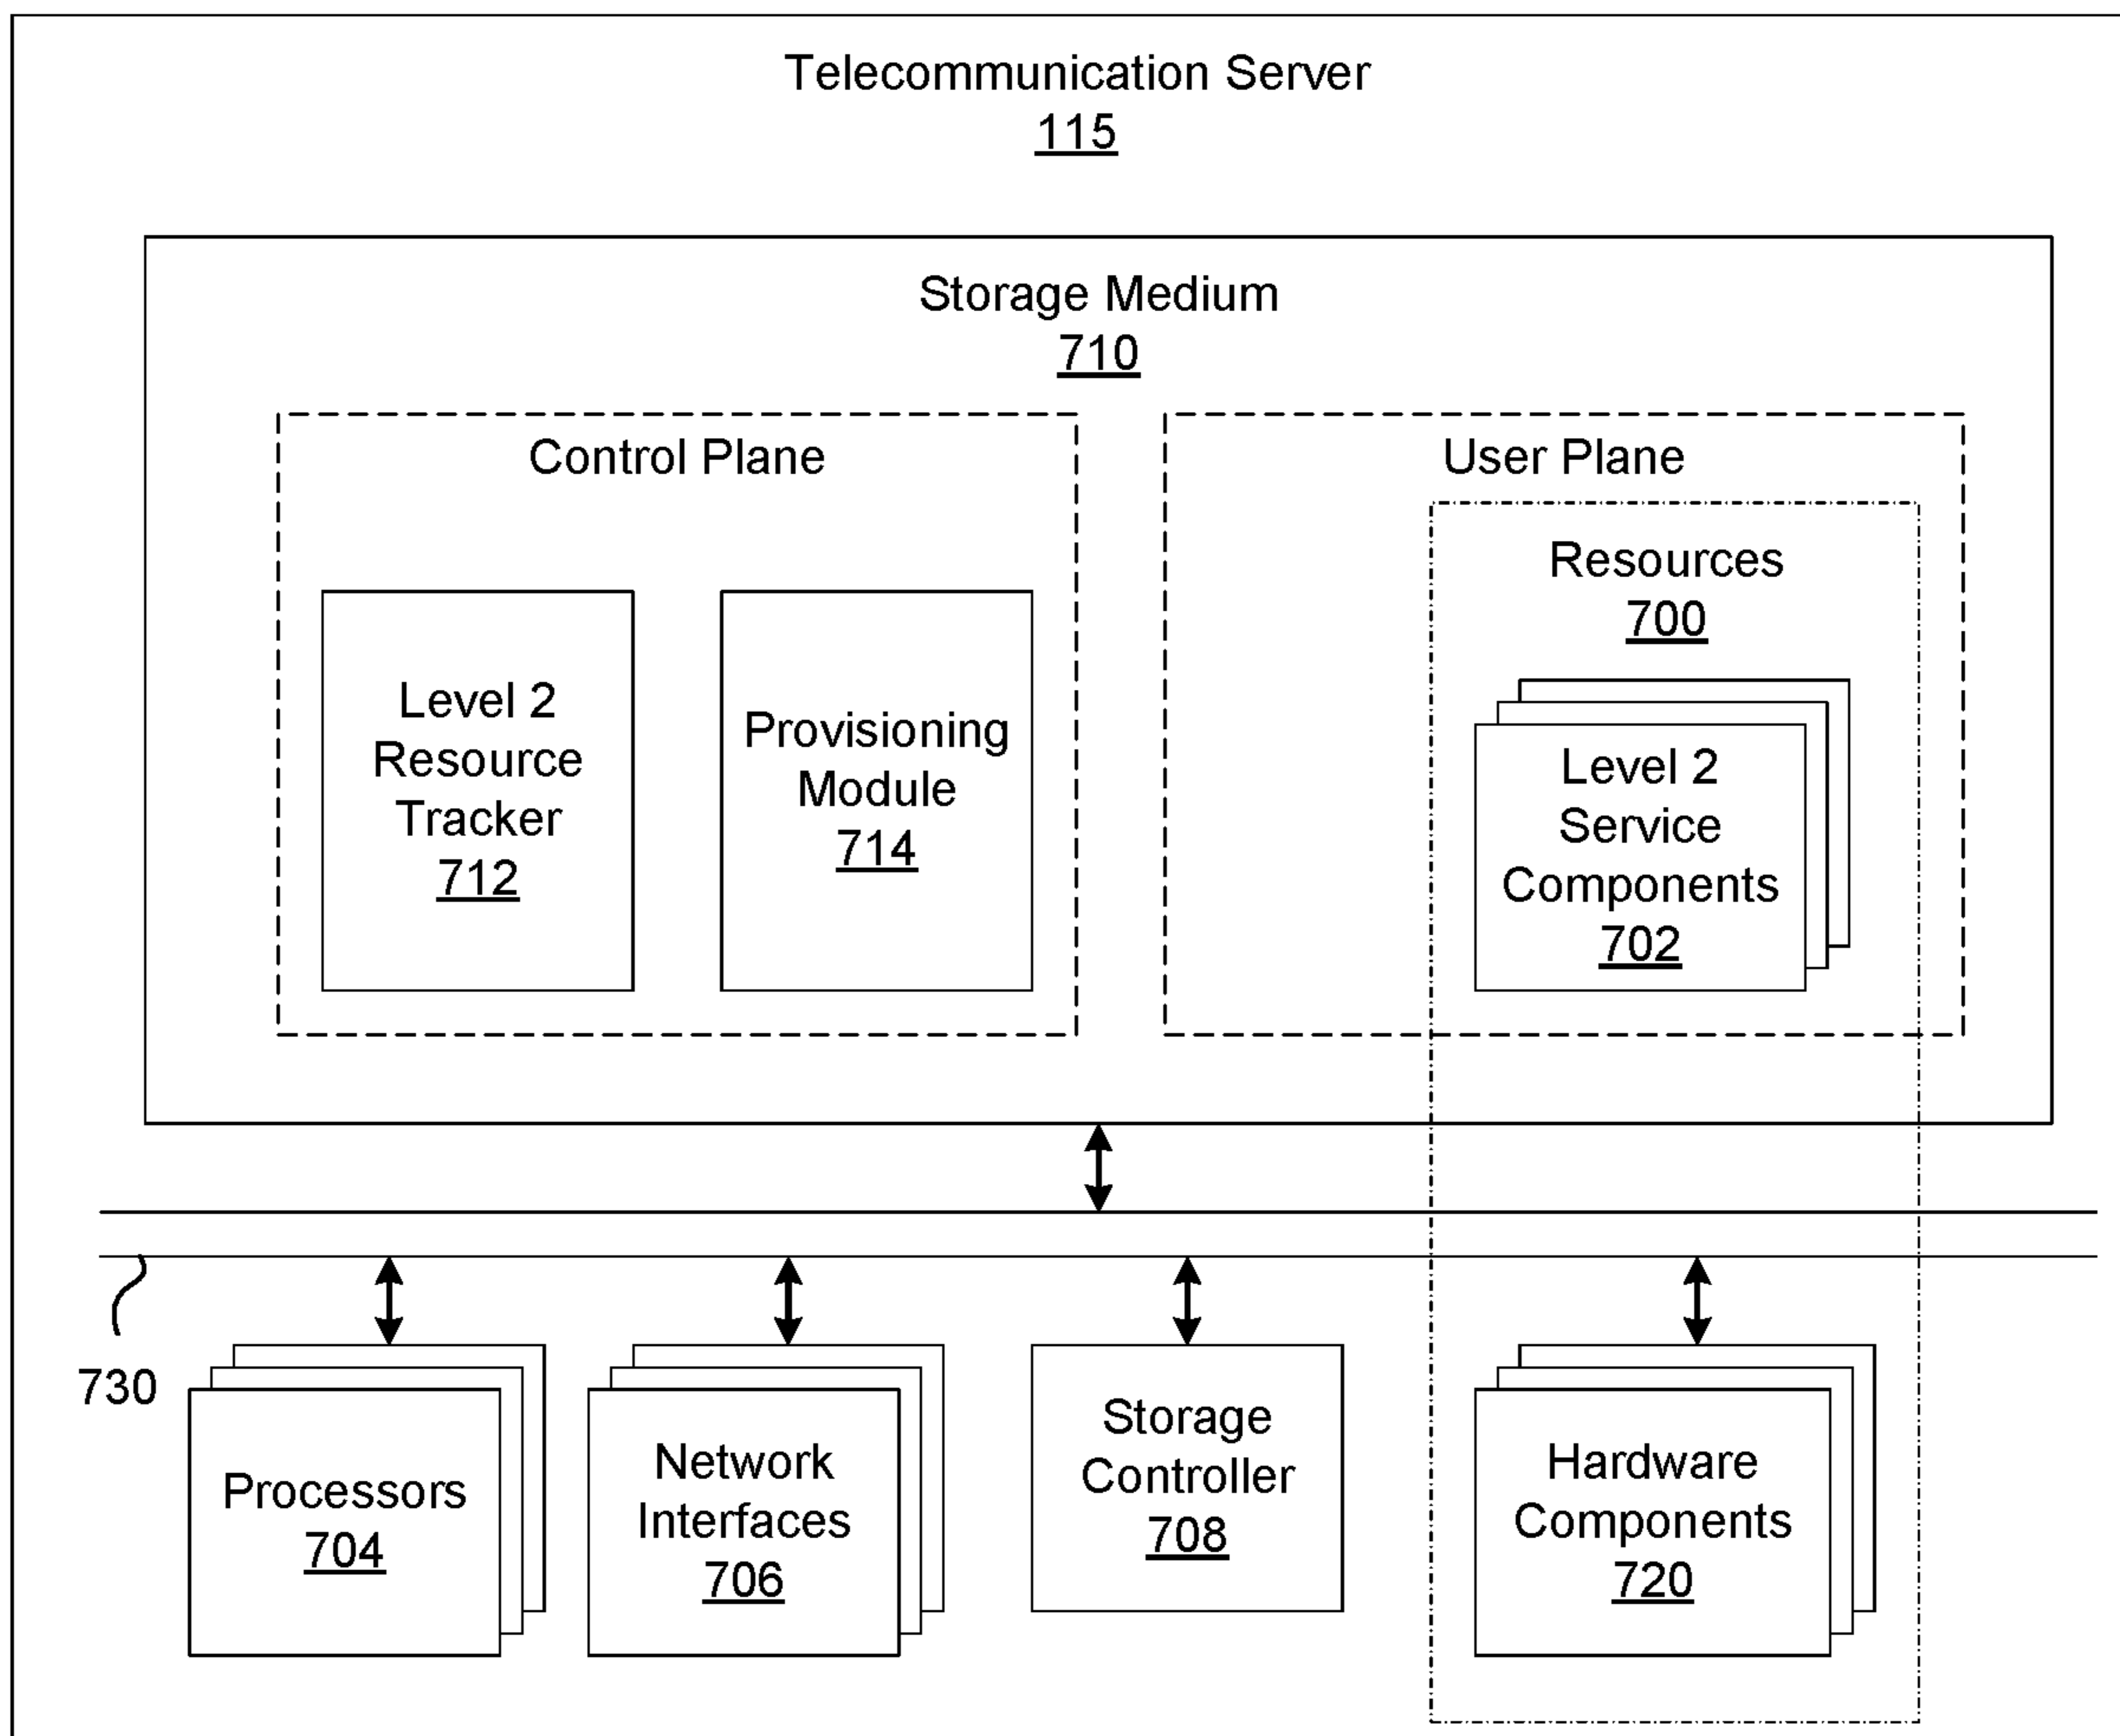 Telecommunication Server
115
Storage Medium
710
Control Plane
Level 2
Resource
Tracker
712
Provisioning
Module
714
User Plane
Resources
700
Level 2
Service
Components
702
730
Processors
704
Network
Interfaces
706
Storage
Controller
708
Hardware
Components
720